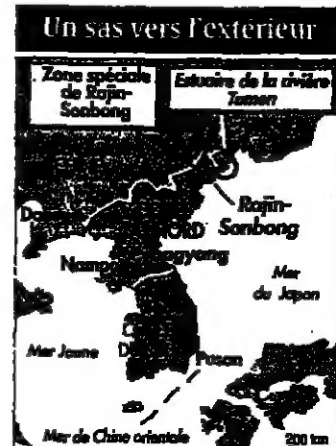 Un sas vers l'extérieur
Zone spéciale
de Rajin-
Sonbong
Estuaire de la rivière
Tumen
Rajin-
Sonbong
NORD
Mer
du Japon
Mer Jaune
Pusan
Mer de Chine orientale
200 km